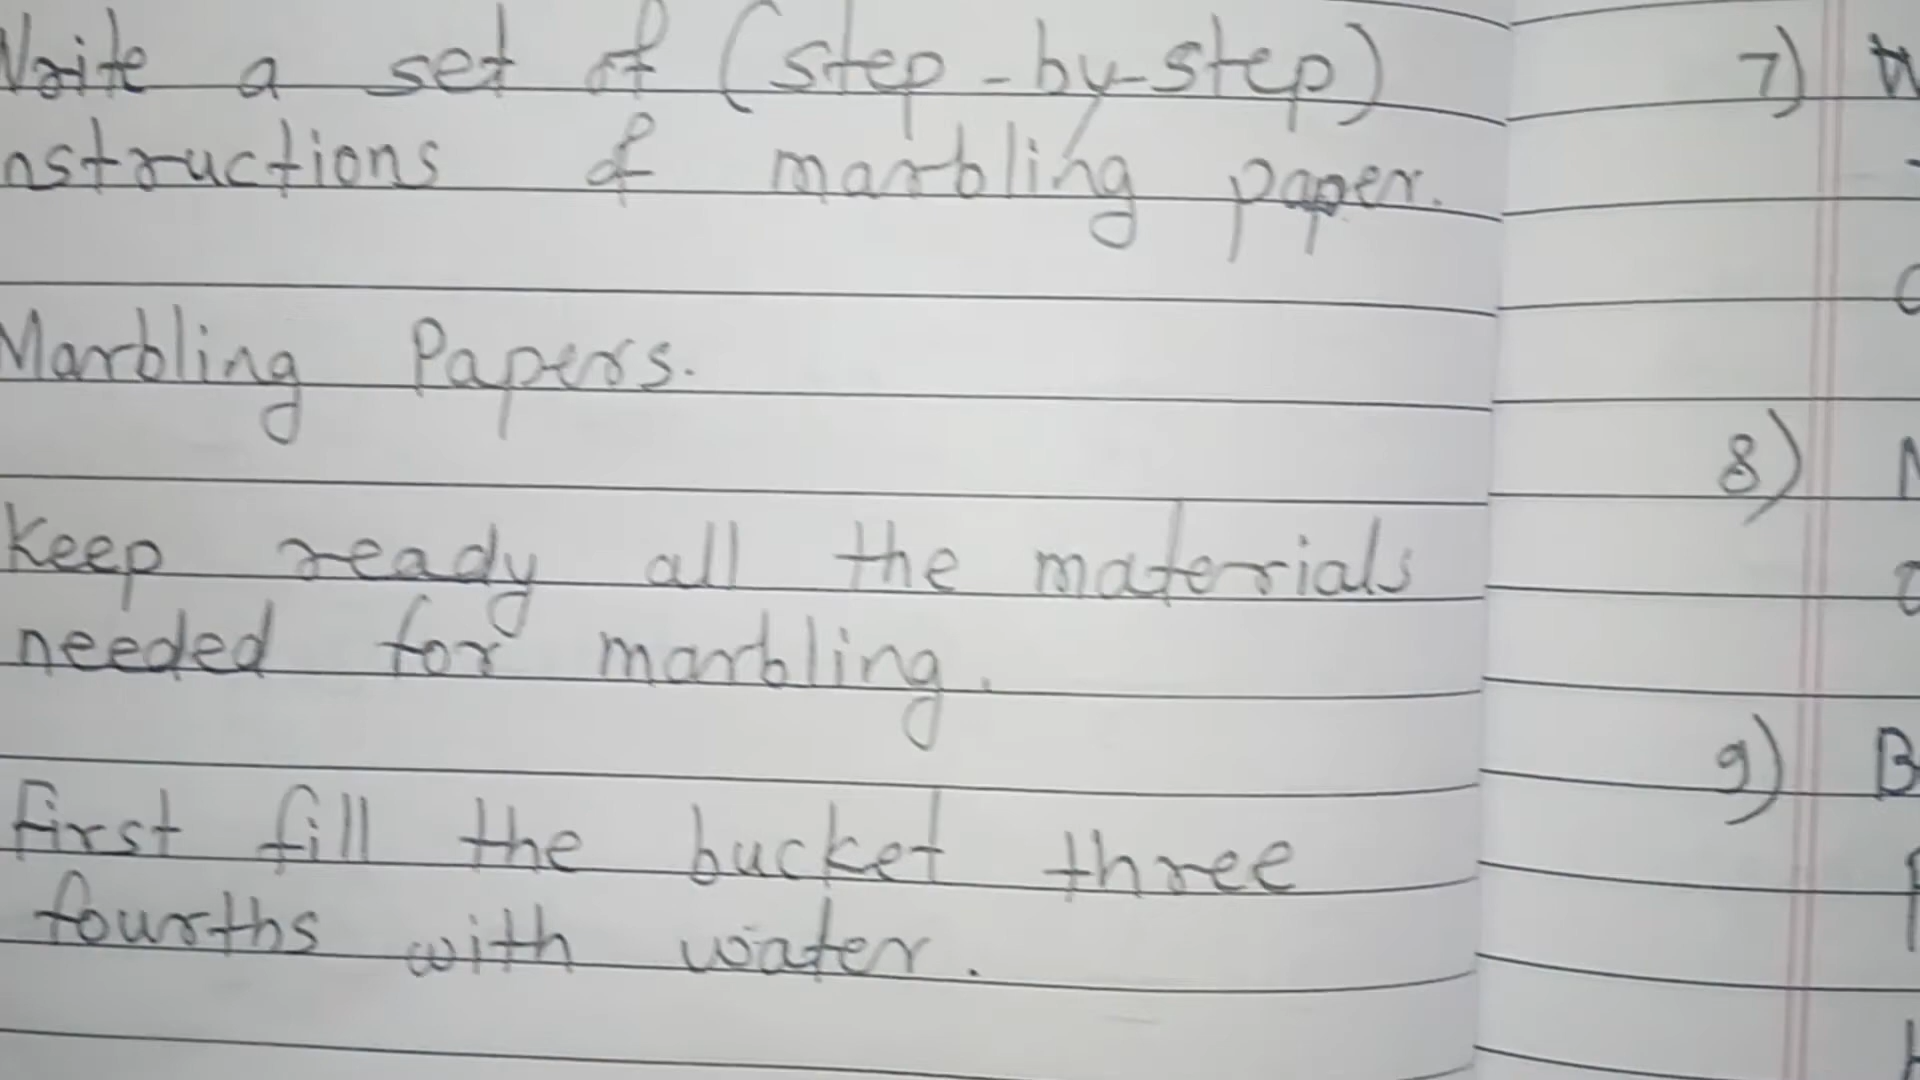 Write a set of (step-by-step)
nstructions of marbling paper.
Marbling Papers.
Keep ready all the materials
needed for marbling.
First fill the bucket three
fourths with water.
7)
8)
9) B